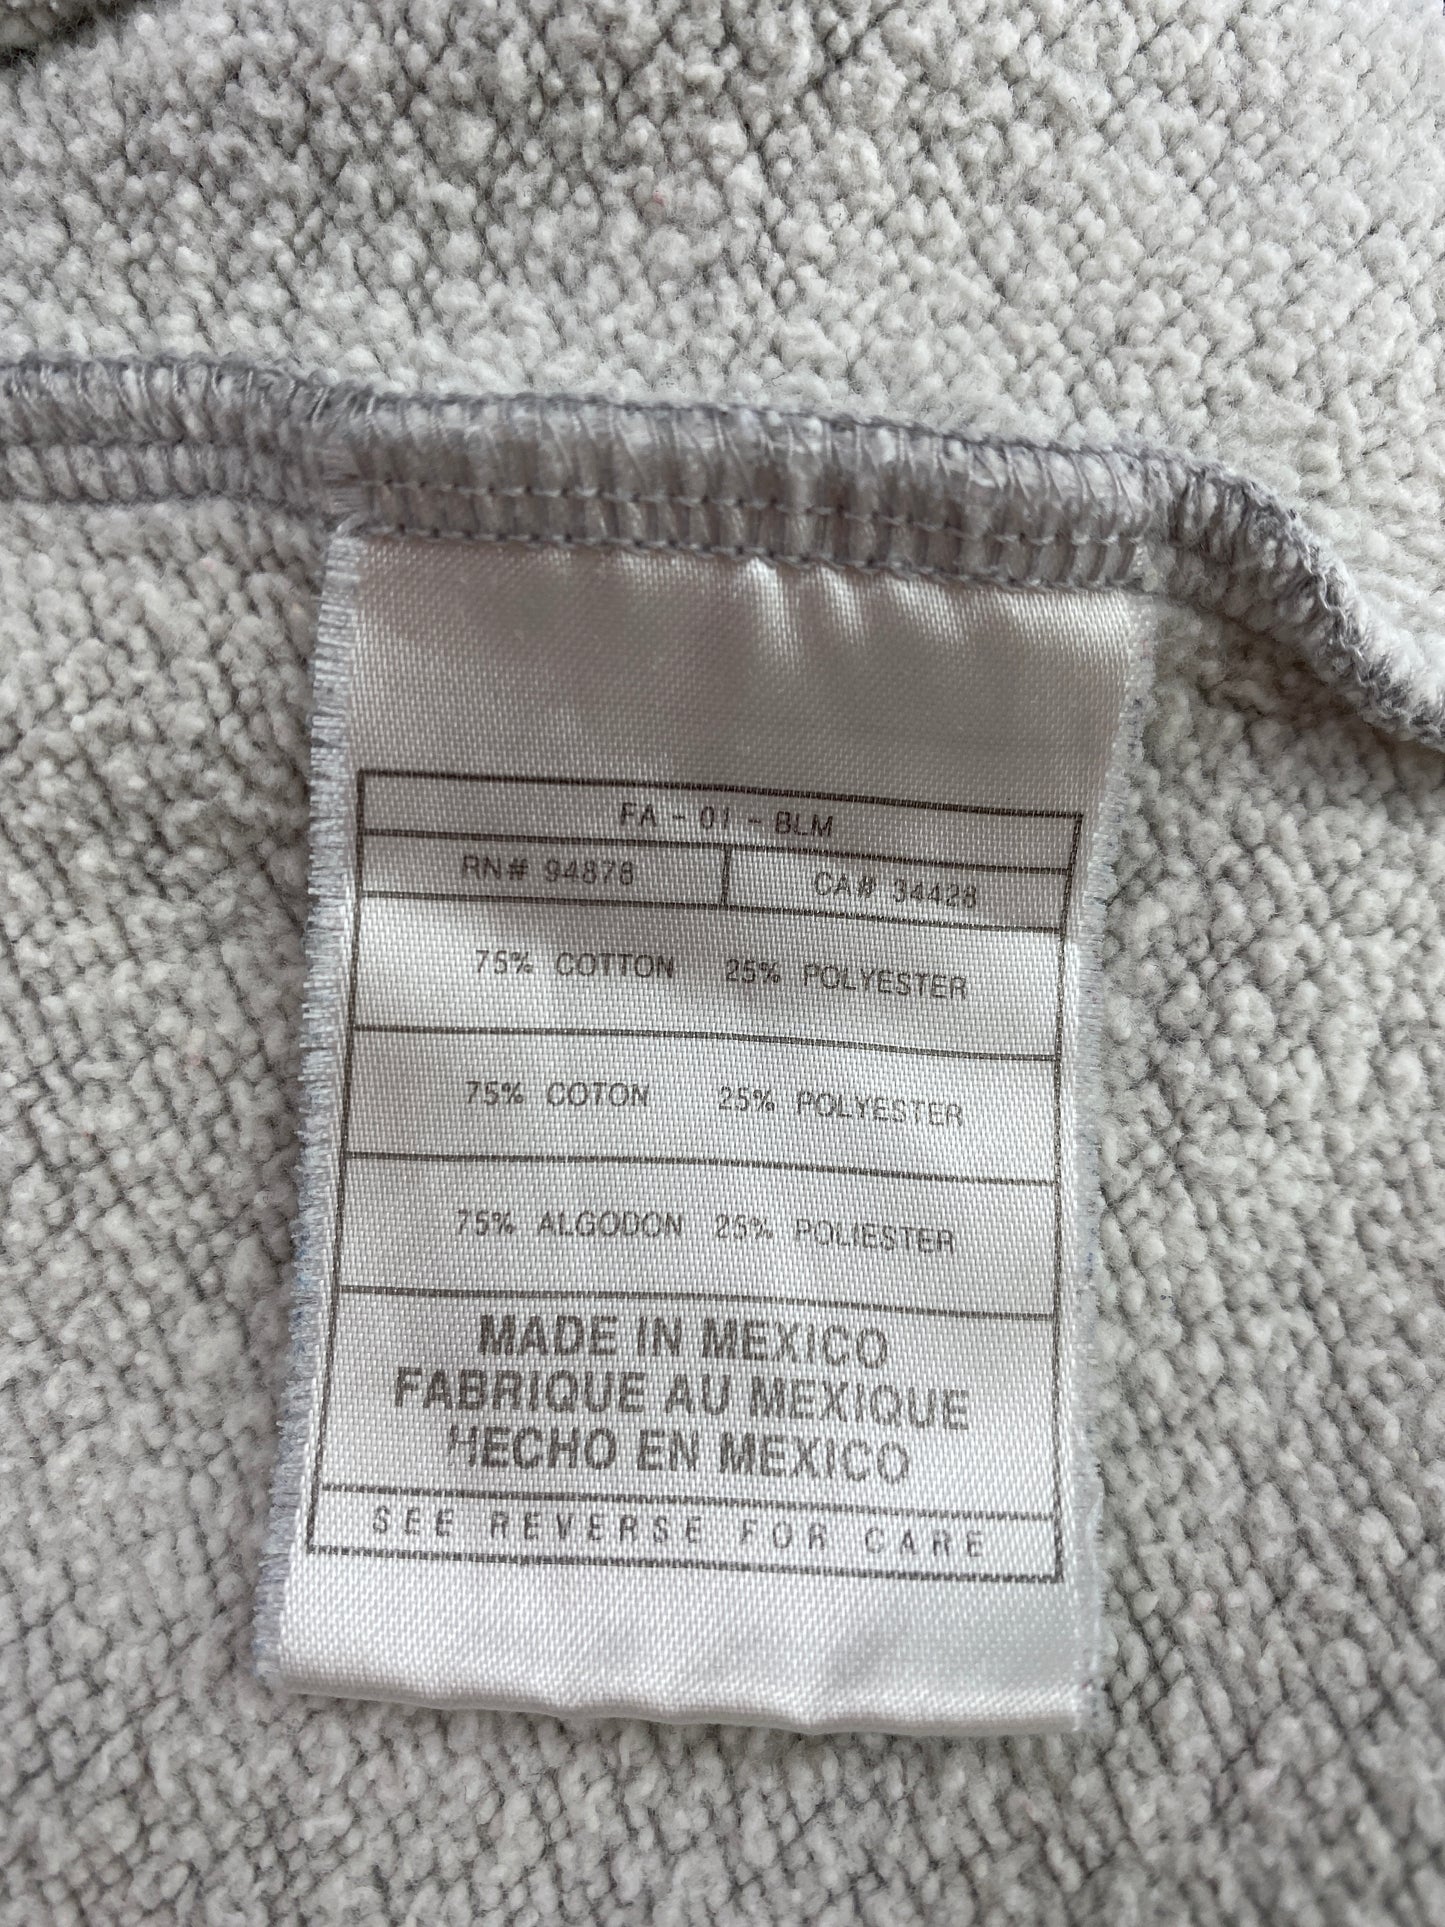 FA - 01 - BLM
RN# 94878 CA# 34428
75% COTTON 25% POLYESTER
75% COTON 25% POLYESTER
75% ALGODON 25% POLIESTER
MADE IN MEXICO
FABRIQUE AU MEXIQUE
HECHO EN MEXICO
SEE REVERSE FOR CARE